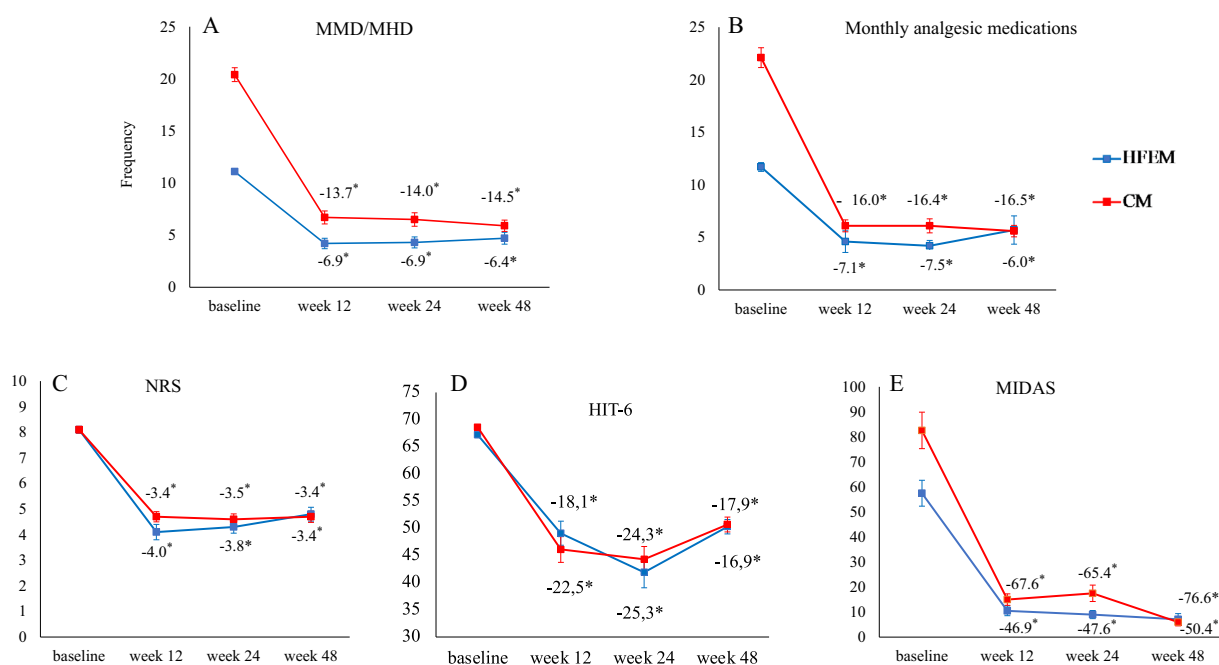 A
MMD/MHD
Frequency
25
20
15
10
5
0
-13.7*
-14.0*
-14.5*
-6.9*
-6.9*
-6.4*
baseline
week 12
week 24
week 48
B
Monthly analgesic medications
25
20
15
10
5
0
- 16.0*
-16.4*
-16.5*
-7.1*
-7.5*
-6.0*
baseline
week 12
week 24
week 48
HFEM
CM
C
NRS
10
9
8
7
6
5
4
3
2
1
0
-3.4*
-3.5*
-3.4*
-4.0*
-3.8*
-3.4*
baseline
week 12
week 24
week 48
D
HIT-6
75
70
65
60
55
50
45
40
35
30
-18,1*
-24,3*
-17,9*
-22,5*
-25,3*
-16,9*
baseline
week 12
week 24
week 48
E
MIDAS
100
90
80
70
60
50
40
30
20
10
0
-67.6*
-65.4*
-76.6*
-46.9*
-47.6*
-50.4*
baseline
week 12
week 24
week 48